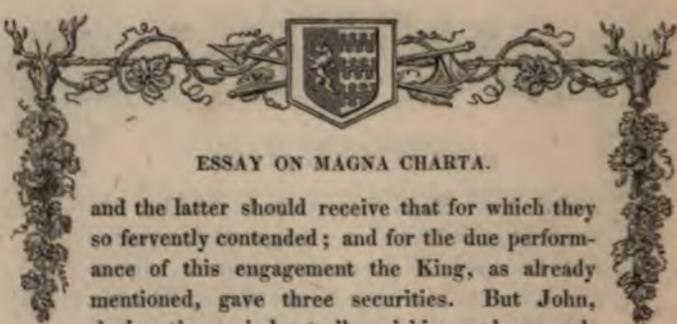 ESSAY ON MAGNA CHARTA.
and the latter should receive that for which they
so fervently contended; and for the due perform-
ance of this engagement the King, as already
mentioned, gave three securities. But John,